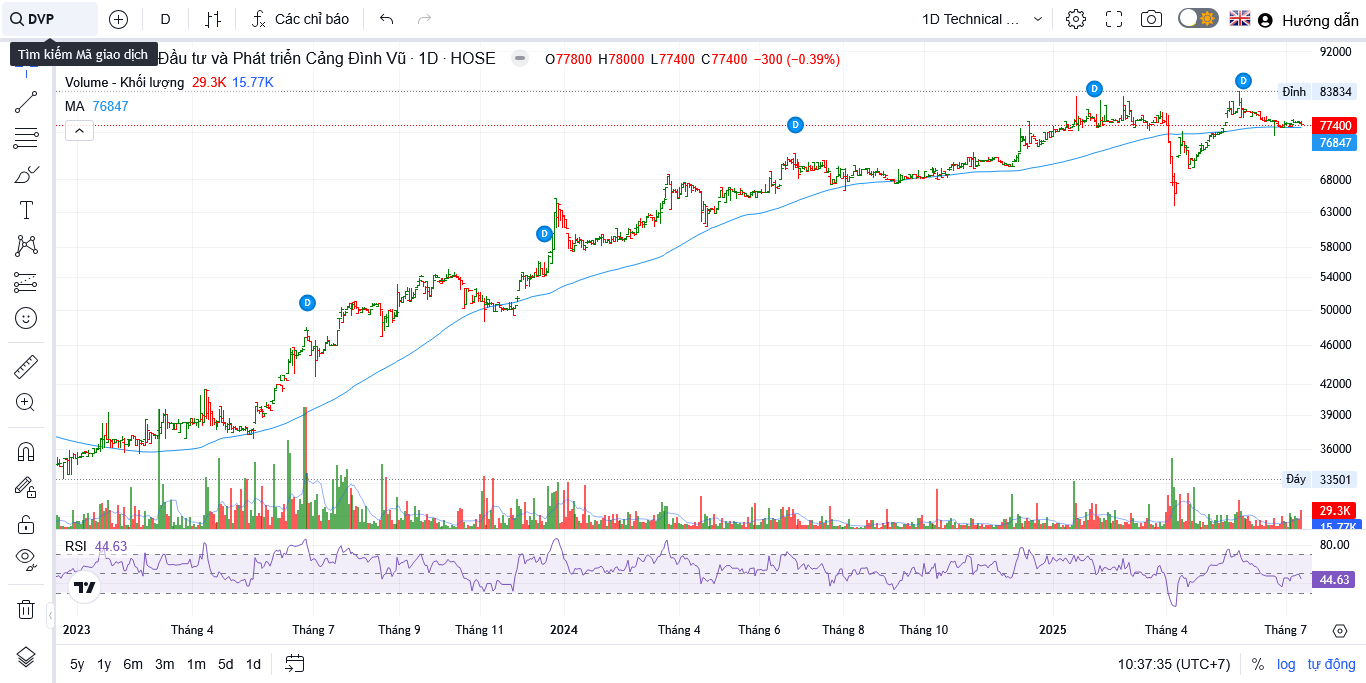 DVP D Các chỉ báo 1D Technical ... Hướng dẫn
Tìm kiếm Mã giao dịch
Đầu tư và Phát triển Cảng Đình Vũ · 1D · HOSE O77800 H78000 L77400 C77400 −300 (−0.39%)
Volume - Khối lượng 29.3K 15.77K
MA 76847
92000
Đỉnh 83834
77400
76847
68000
63000
58000
54000
50000
46000
42000
39000
36000
Đáy 33501
29.3K
15.77K
D
D
D
D
D
RSI 44.63
80.00
44.63
2023 Tháng 4 Tháng 7 Tháng 9 Tháng 11 2024 Tháng 4 Tháng 6 Tháng 8 Tháng 10 2025 Tháng 4 Tháng 7
5y 1y 6m 3m 1m 5d 1d 10:37:35 (UTC+7) % log tự động